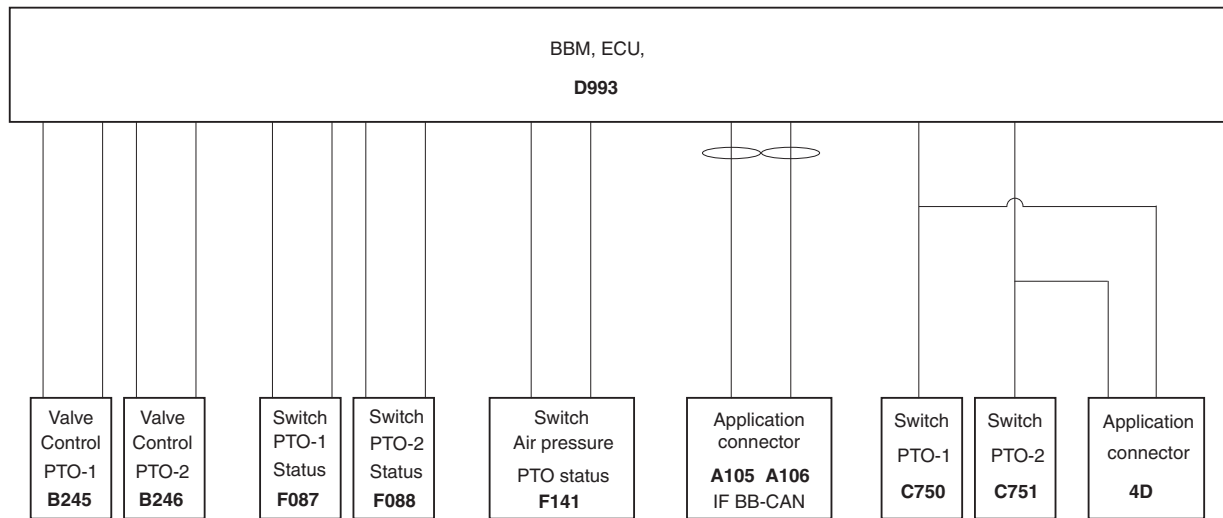 BBM, ECU,
D993
Valve
Control
PTO-1
B245
Valve
Control
PTO-2
B246
Switch
PTO-1
Status
F087
Switch
PTO-2
Status
F088
Switch
Air pressure
PTO status
F141
Application
connector
A105 A106
IF BB-CAN
Switch
PTO-1
C750
Switch
PTO-2
C751
Application
connector
4D